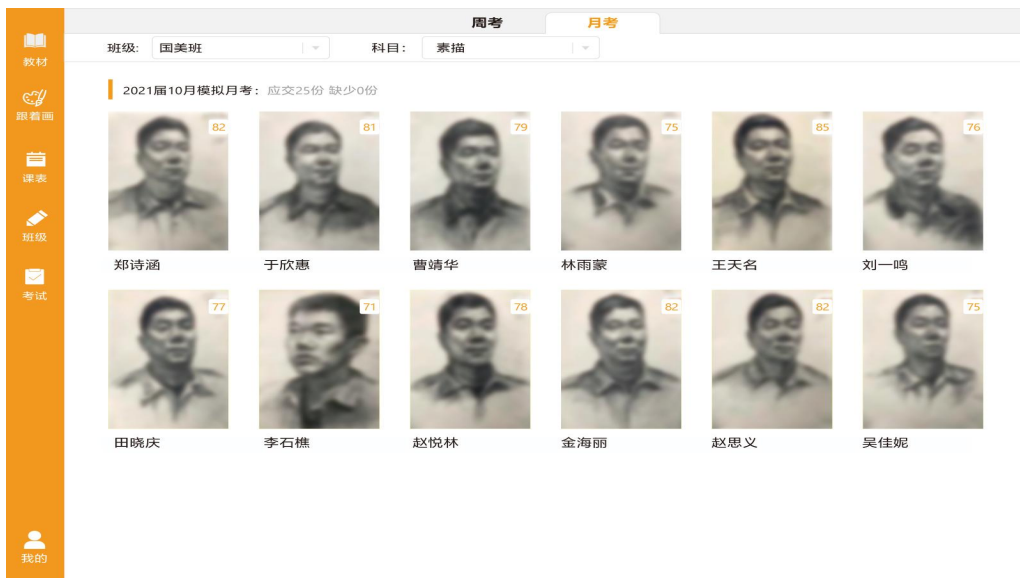 周考 月考
教材
班级: 国美班 科目: 素描
跟着画
2021届10月模拟月考: 应交25份 缺少0份
82 81 79 75 85 76
课表
班级
郑诗涵 于欣惠 曹靖华 林雨蒙 王天名 刘一鸣
考试
77 71 78 82 82 75
田晓庆 李石樵 赵悦林 金海丽 赵思义 吴佳妮
我的